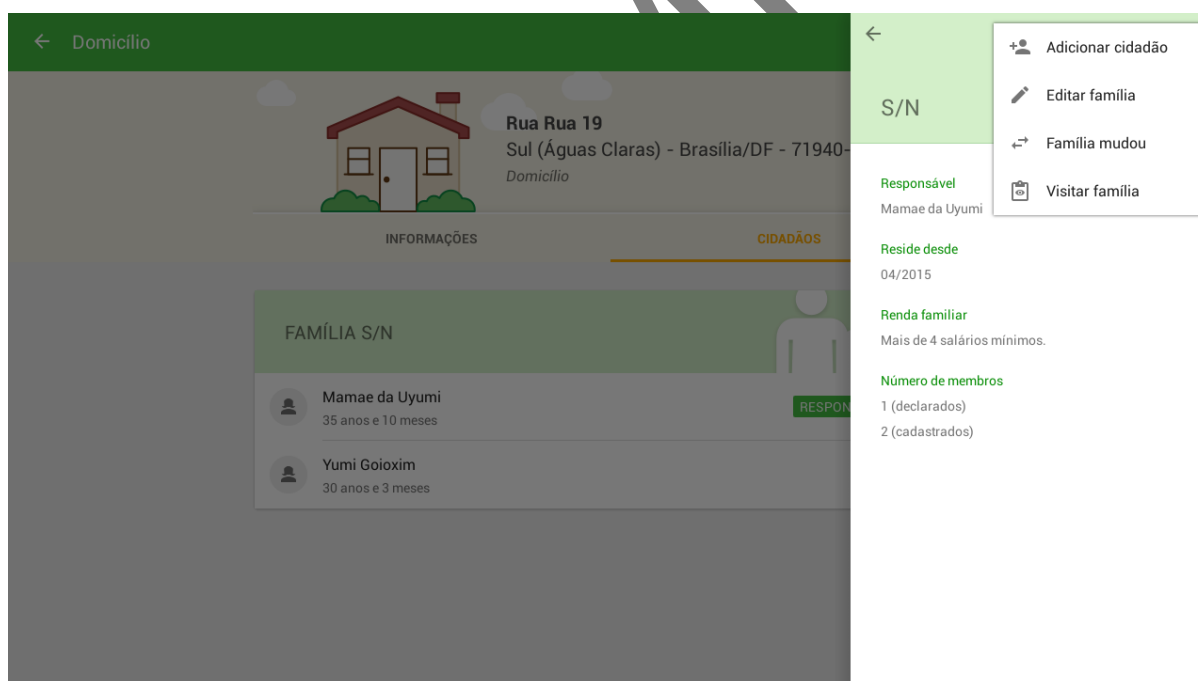 Domicílio
Rua Rua 19
Sul (Águas Claras) - Brasília/DF - 71940-
Domicílio
INFORMAÇÕES
CIDADÃOS
FAMÍLIA S/N
Mamae da Uyumi
35 anos e 10 meses
RESPON
Yumi Goioxim
30 anos e 3 meses
S/N
Adicionar cidadão
Editar família
Família mudou
Visitar família
Responsável
Mamae da Uyumi
Reside desde
04/2015
Renda familiar
Mais de 4 salários mínimos.
Número de membros
1 (declarados)
2 (cadastrados)